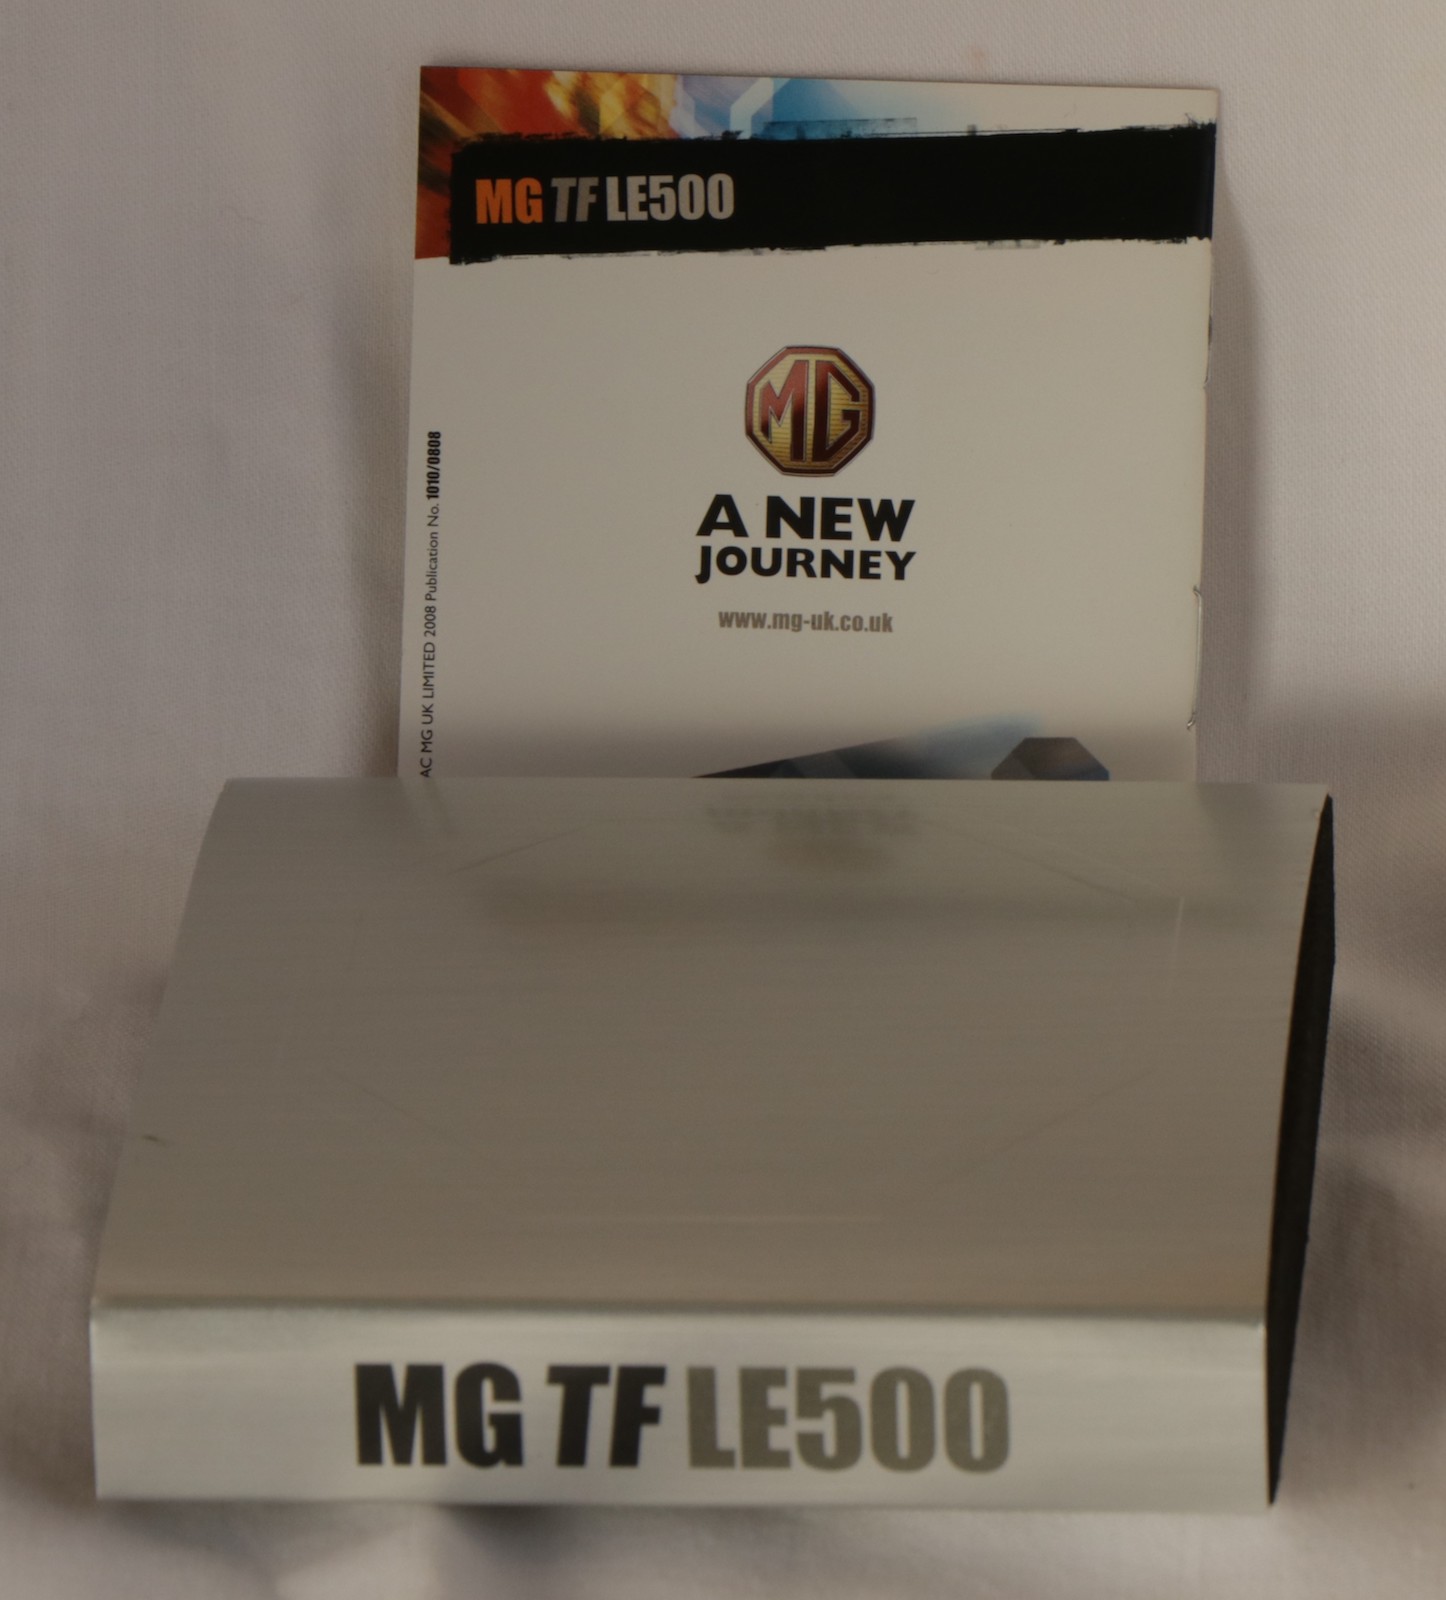 MG TF LE500
MG
A NEW
JOURNEY
www.mg-uk.co.uk
AC MG UK LIMITED 2008 Publication No. 1010/0808
MG TF LE500